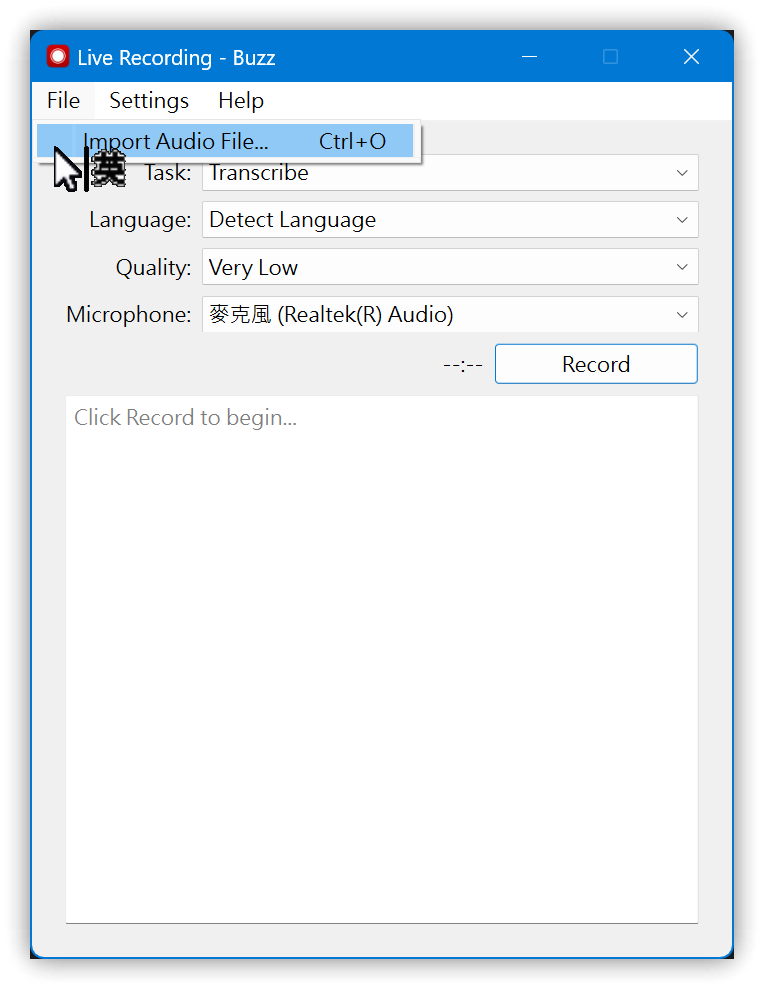 Live Recording - Buzz
File Settings Help
Import Audio File... Ctrl+O
英
Task: Transcribe
Language: Detect Language
Quality: Very Low
Microphone: 麥克風 (Realtek(R) Audio)
--:-- Record
Click Record to begin...